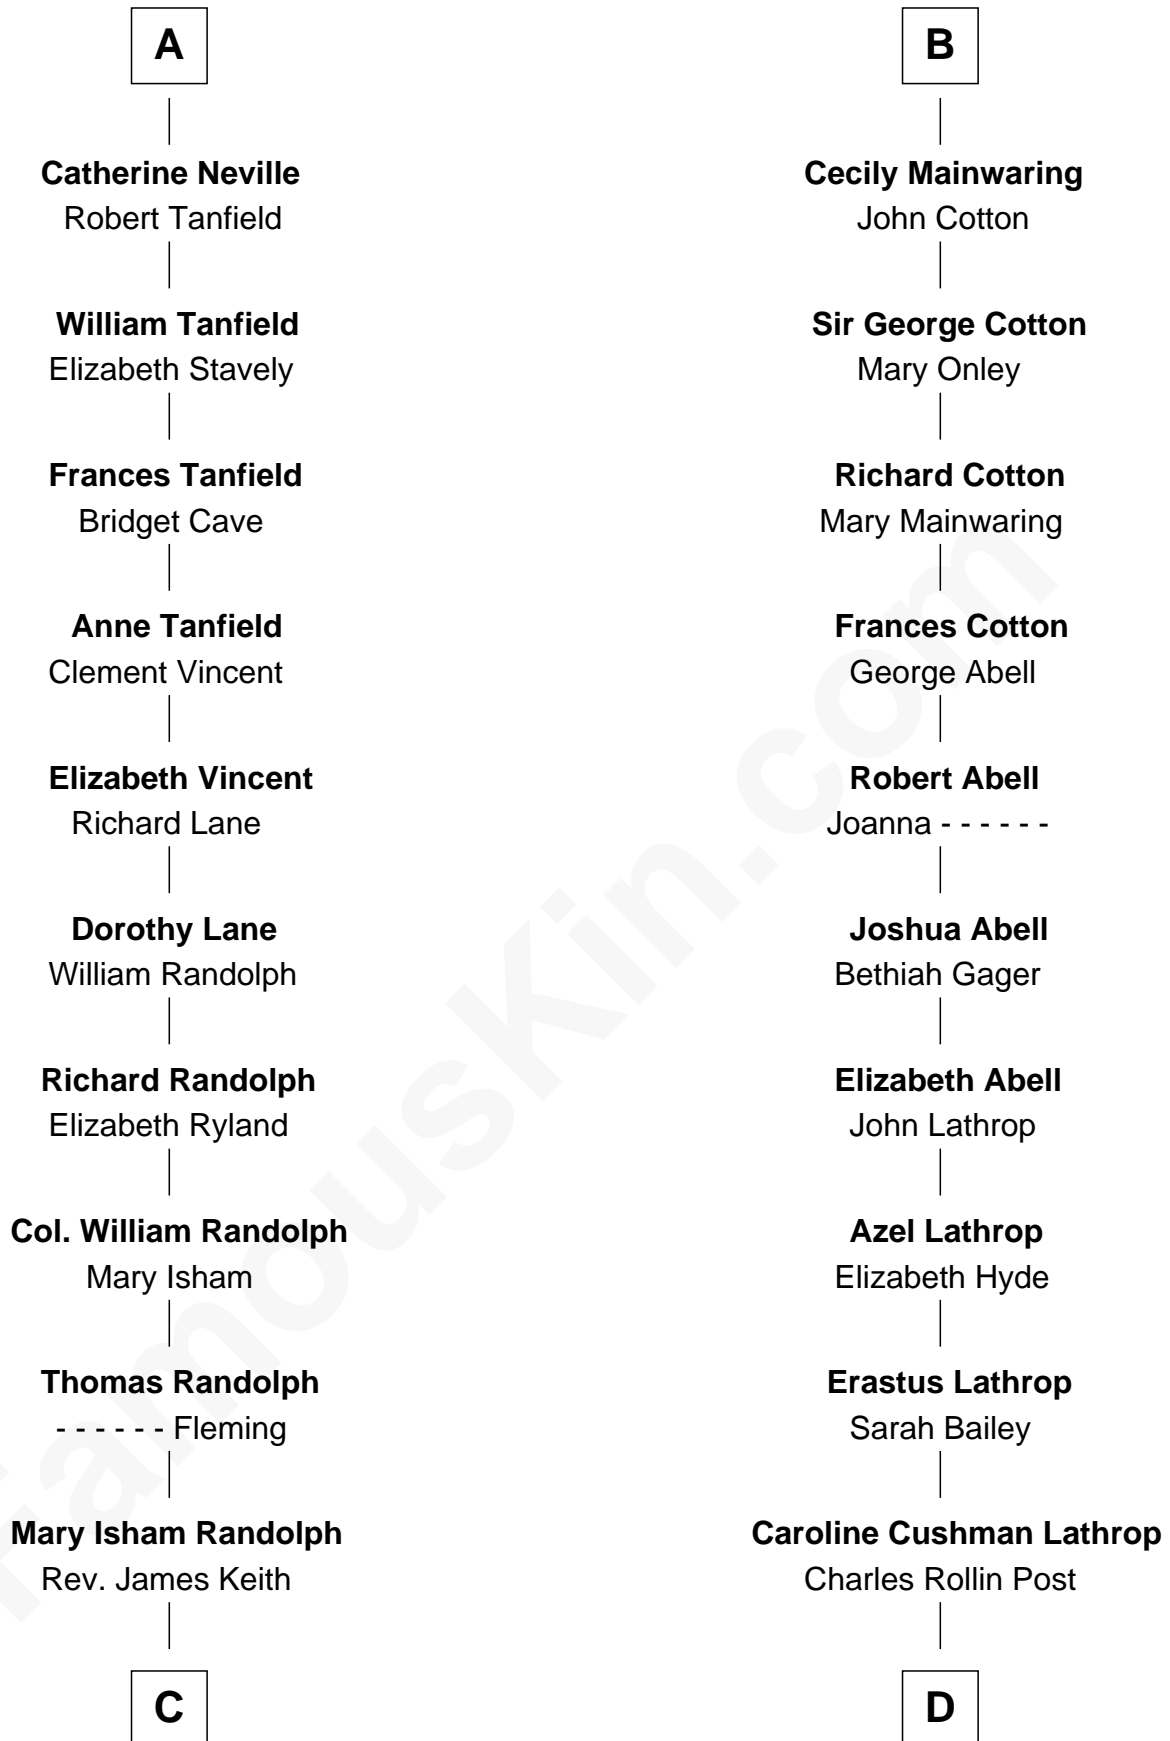 A
Catherine Neville
Robert Tanfield
William Tanfield
Elizabeth Stavely
Frances Tanfield
Bridget Cave
Anne Tanfield
Clement Vincent
Elizabeth Vincent
Richard Lane
Dorothy Lane
William Randolph
Richard Randolph
Elizabeth Ryland
Col. William Randolph
Mary Isham
Thomas Randolph
- - - - - - Fleming
Mary Isham Randolph
Rev. James Keith
C
B
Cecily Mainwaring
John Cotton
Sir George Cotton
Mary Onley
Richard Cotton
Mary Mainwaring
Frances Cotton
George Abell
Robert Abell
Joanna - - - - - -
Joshua Abell
Bethiah Gager
Elizabeth Abell
John Lathrop
Azel Lathrop
Elizabeth Hyde
Erastus Lathrop
Sarah Bailey
Caroline Cushman Lathrop
Charles Rollin Post
D
FamousKin.com